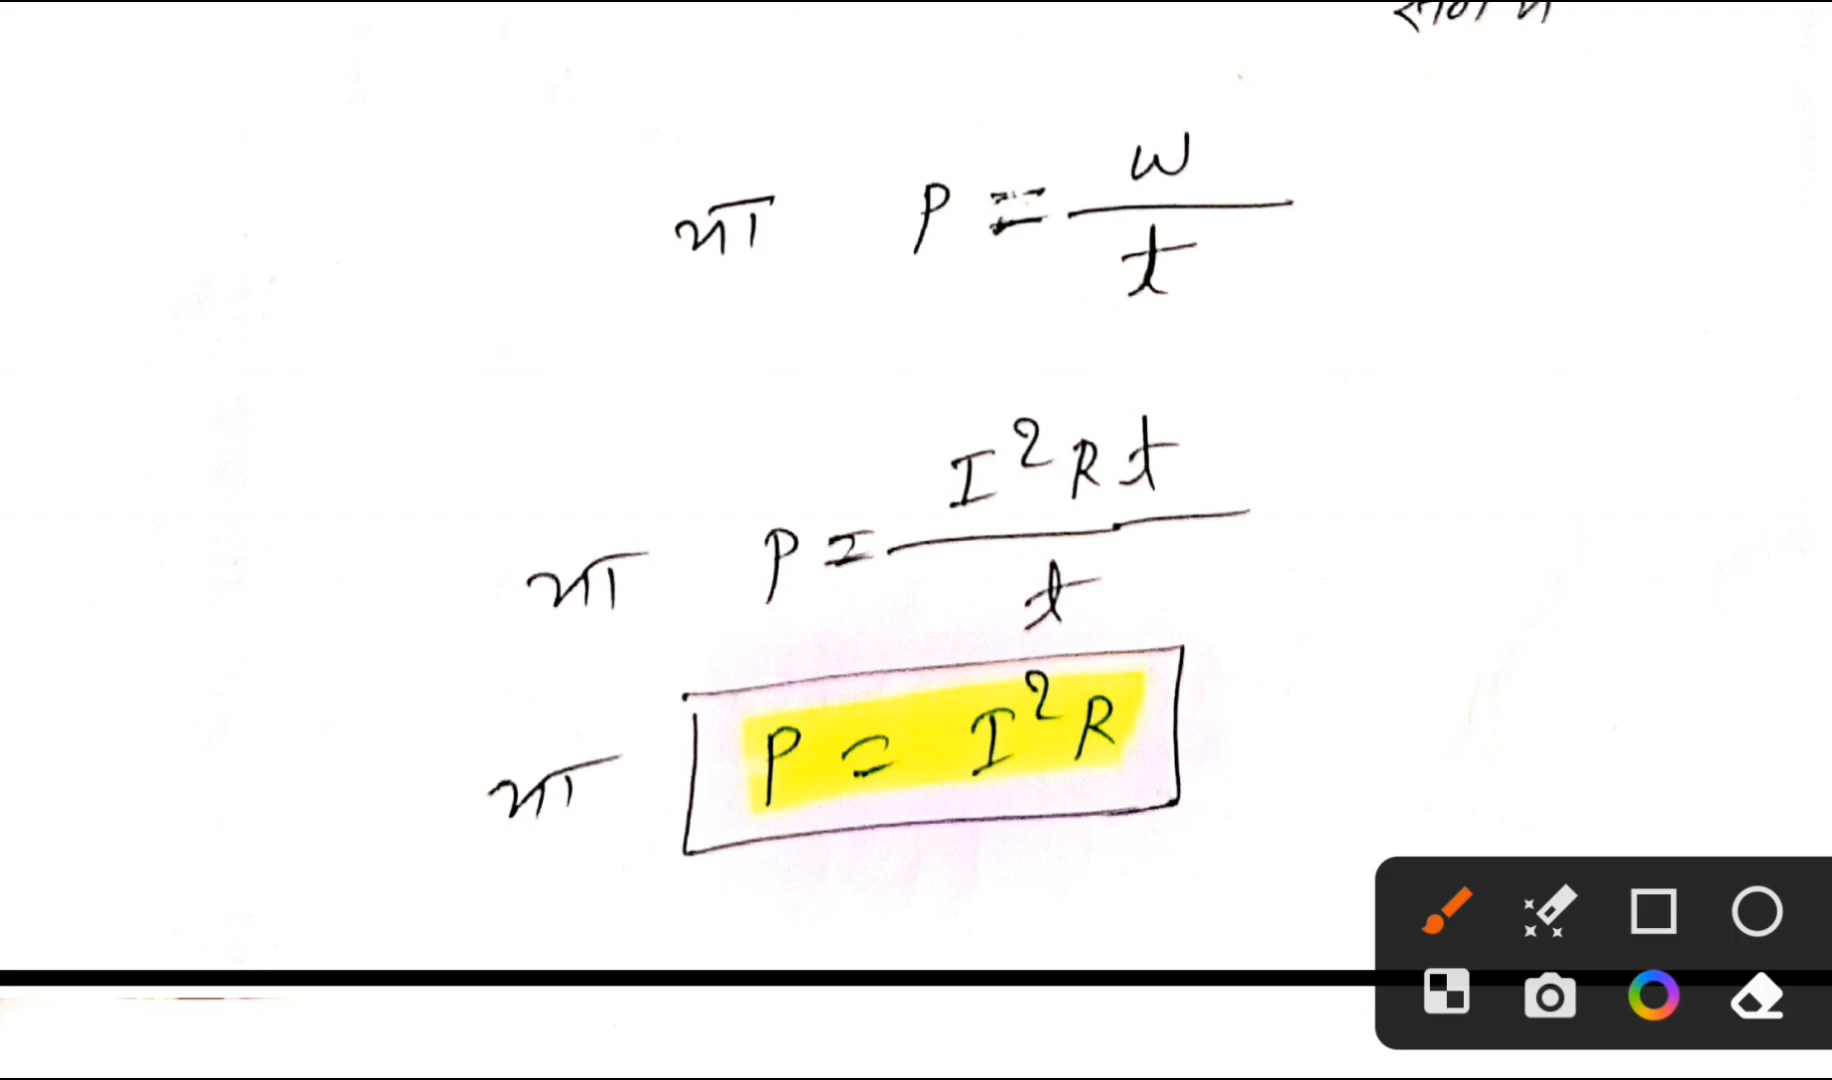 या P = W/t
या P = I²Rt/t
या P = I²R